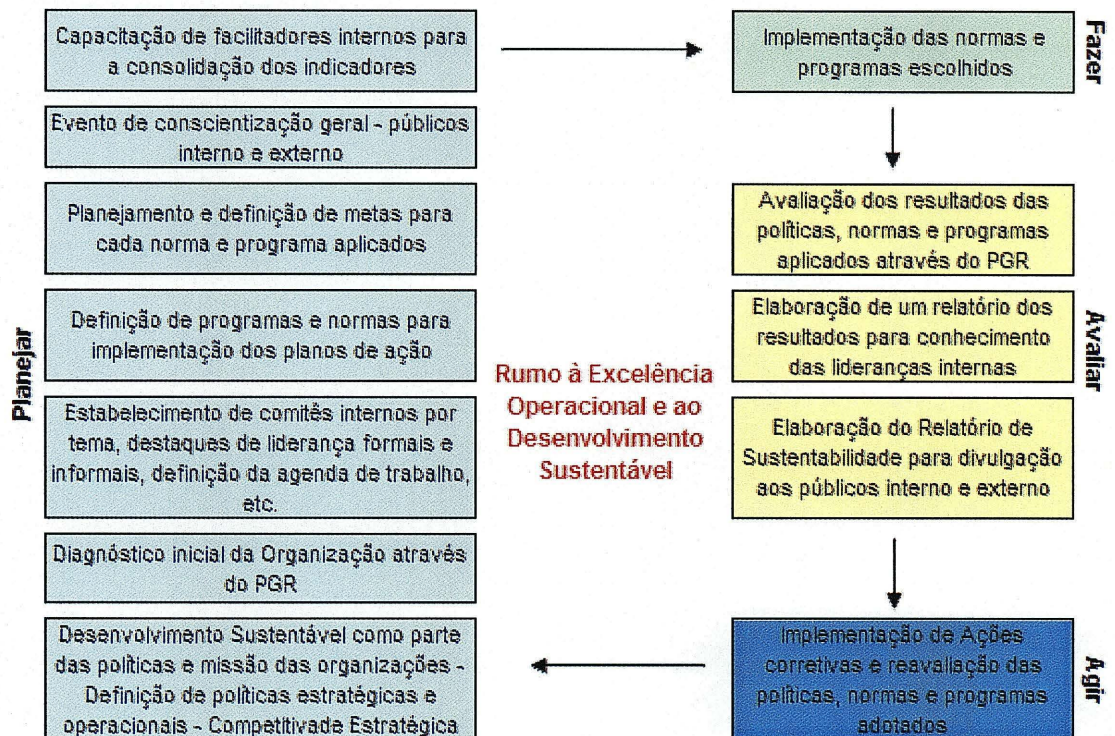 Planejar
Capacitação de facilitadores internos para
a consolidação dos indicadores
Evento de conscientização geral - públicos
interno e externo
Planejamento e definição de metas para
cada norma e programa aplicados
Definição de programas e normas para
implementação dos planos de ação
Estabelecimento de comitês internos por
tema, destaques de liderança formais e
informais, definição da agenda de trabalho,
etc.
Diagnóstico inicial da Organização através
do PGR
Desenvolvimento Sustentável como parte
das políticas e missão das organizações -
Definição de políticas estratégicas e
operacionais - Competitivade Estratégica
Rumo à Excelência
Operacional e ao
Desenvolvimento
Sustentável
Fazer
Implementação das normas e
programas escolhidos
Avaliar
Avaliação dos resultados das
políticas, normas e programas
aplicados através do PGR
Elaboração de um relatório dos
resultados para conhecimento
das lideranças internas
Elaboração do Relatório de
Sustentabilidade para divulgação
aos públicos interno e externo
Agir
Implementação de Ações
corretivas e reavaliação das
políticas, normas e programas
adotados